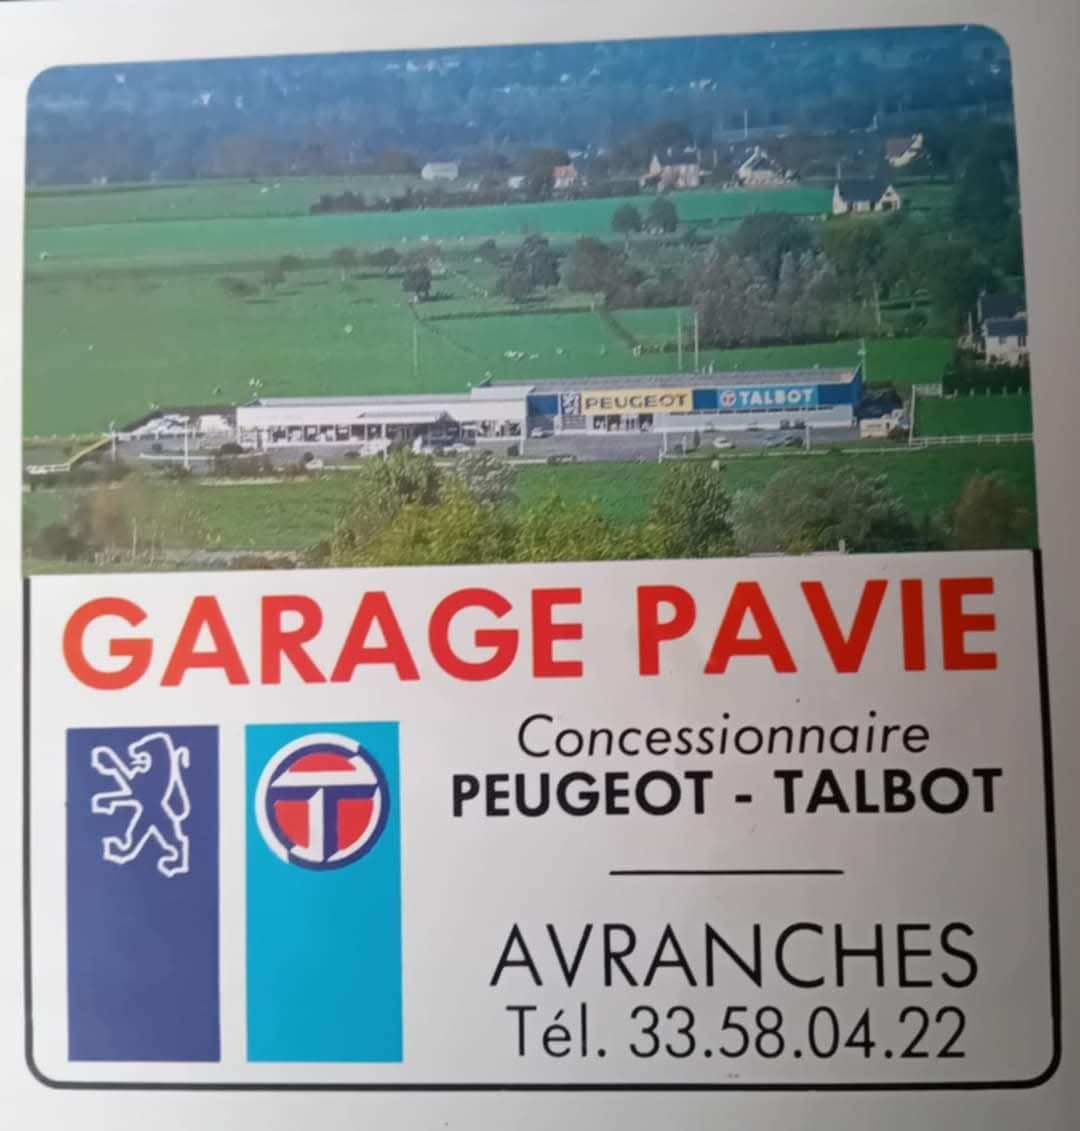 PEUGEOT
TALBOT
GARAGE PAVIE
Concessionnaire
PEUGEOT - TALBOT
AVRANCHES
Tél. 33.58.04.22